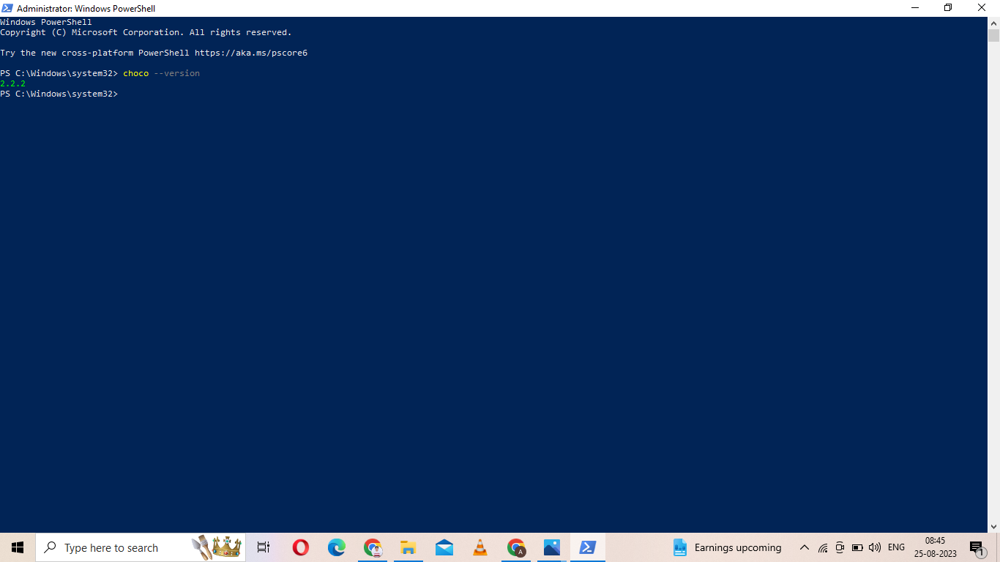 Administrator: Windows PowerShell
Windows PowerShell
Copyright (C) Microsoft Corporation. All rights reserved.
Try the new cross-platform PowerShell https://aka.ms/pscore6
PS C:\Windows\system32> choco --version
2.2.2
PS C:\Windows\system32>
Type here to search
A
Earnings upcoming
ENG
08:45
25-08-2023
1